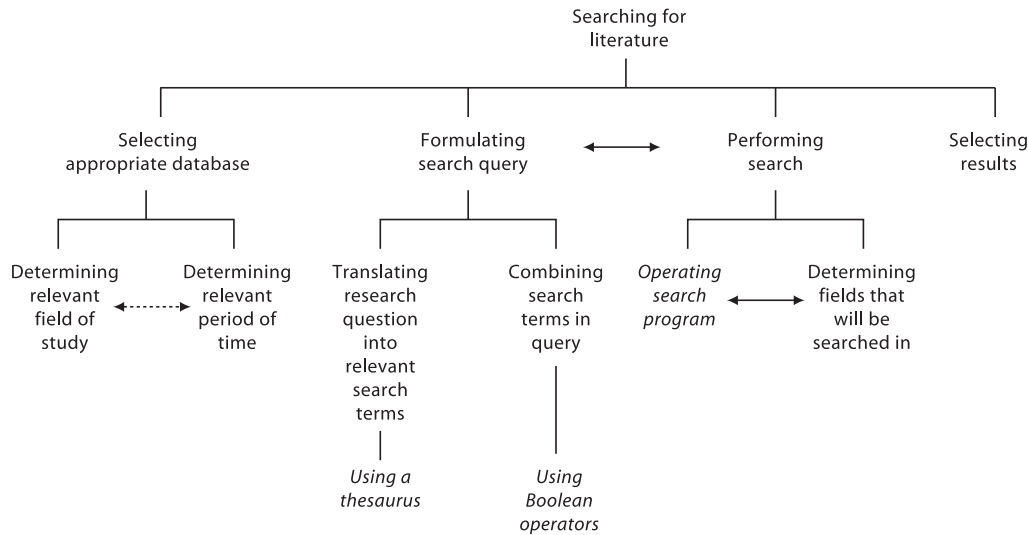 Searching for
literature
Selecting
appropriate database
Formulating
search query
Performing
search
Selecting
results
Determining
relevant
field of
study
Determining
relevant
period of
time
Translating
research
question
into
relevant
search
terms
Combining
search
terms in
query
Operating
search
program
Determining
fields that
will be
searched in
Using a
thesaurus
Using
Boolean
operators